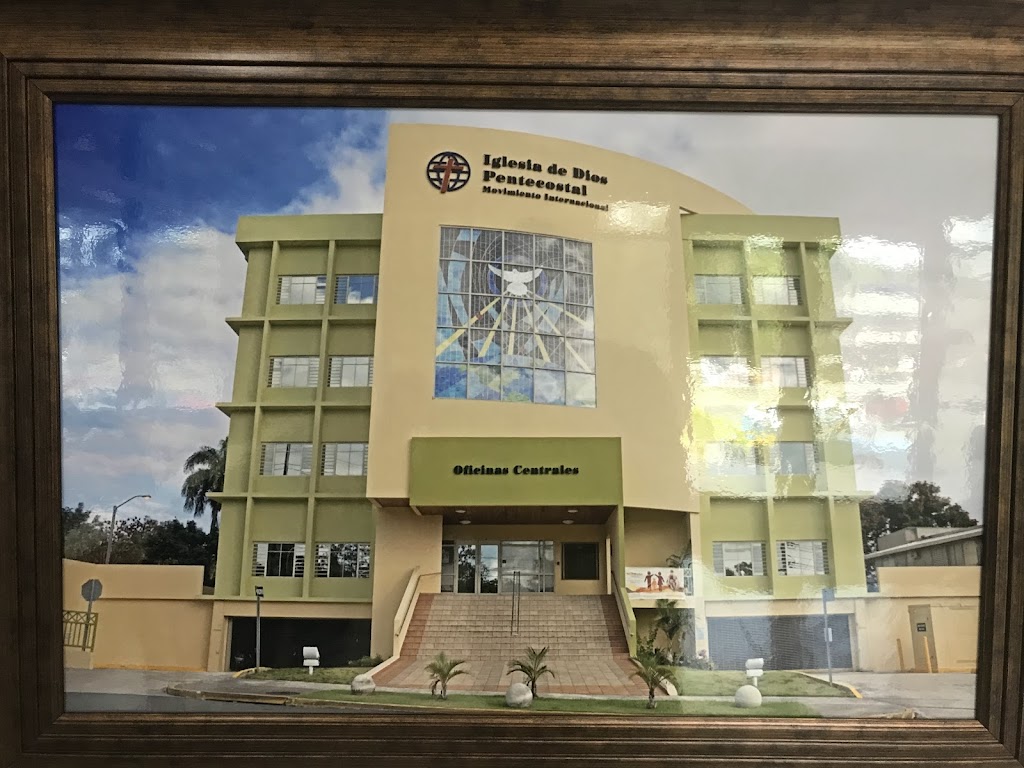 Iglesia de Dios
Pentecostal
Movimiento Internacional
Oficinas Centrales